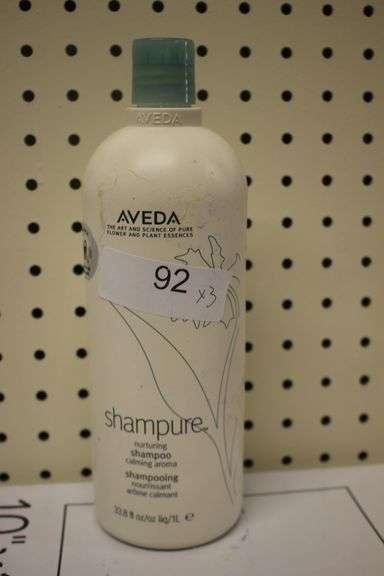 AVEDA
AVEDA
THE ART AND SCIENCE OF PURE
FLOWER AND PLANT ESSENCES
92 x3
shampure
nurturing
shampoo
calming aroma
shampooing
nourrissant
arôme calmant
33.8 fl oz/oz liq/1L e
10"